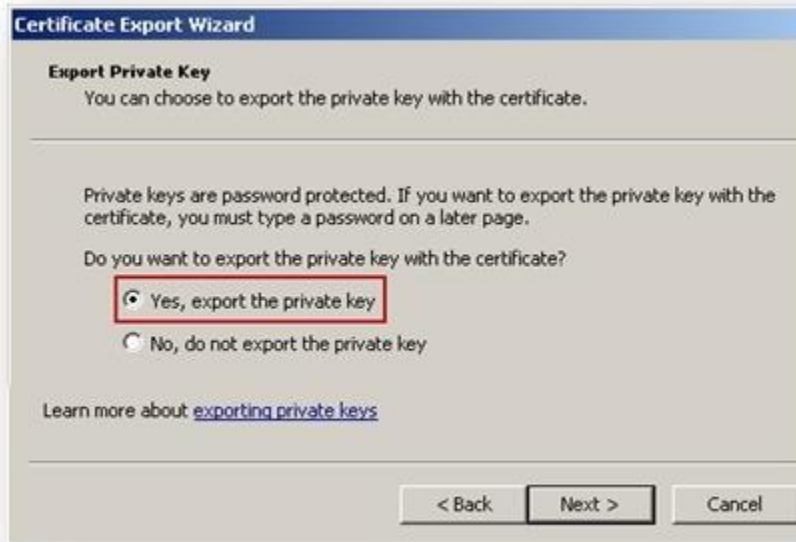 Certificate Export Wizard
Export Private Key
You can choose to export the private key with the certificate.
Private keys are password protected. If you want to export the private key with the
certificate, you must type a password on a later page.
Do you want to export the private key with the certificate?
Yes, export the private key
No, do not export the private key
Learn more about exporting private keys
< Back Next > Cancel